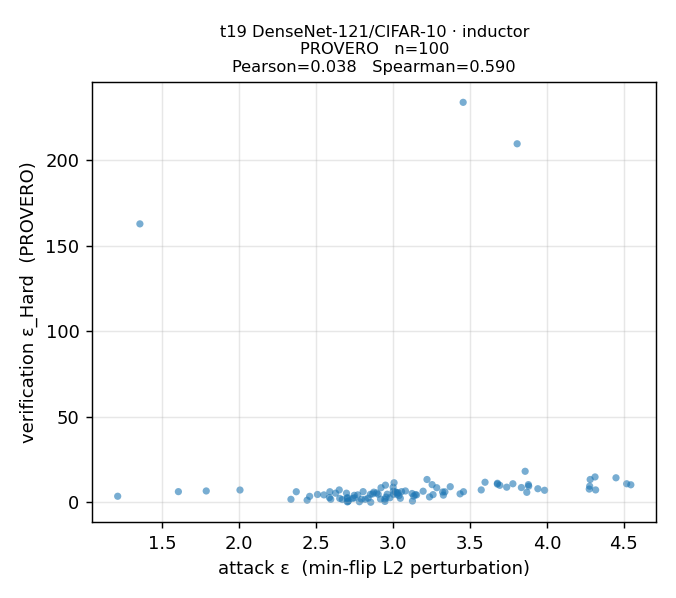 t19 DenseNet-121/CIFAR-10 · inductor
PROVERO   n=100
Pearson=0.038   Spearman=0.590
verification ε_Hard  (PROVERO)
200
150
100
50
0
1.5
2.0
2.5
3.0
3.5
4.0
4.5
attack ε  (min-flip L2 perturbation)